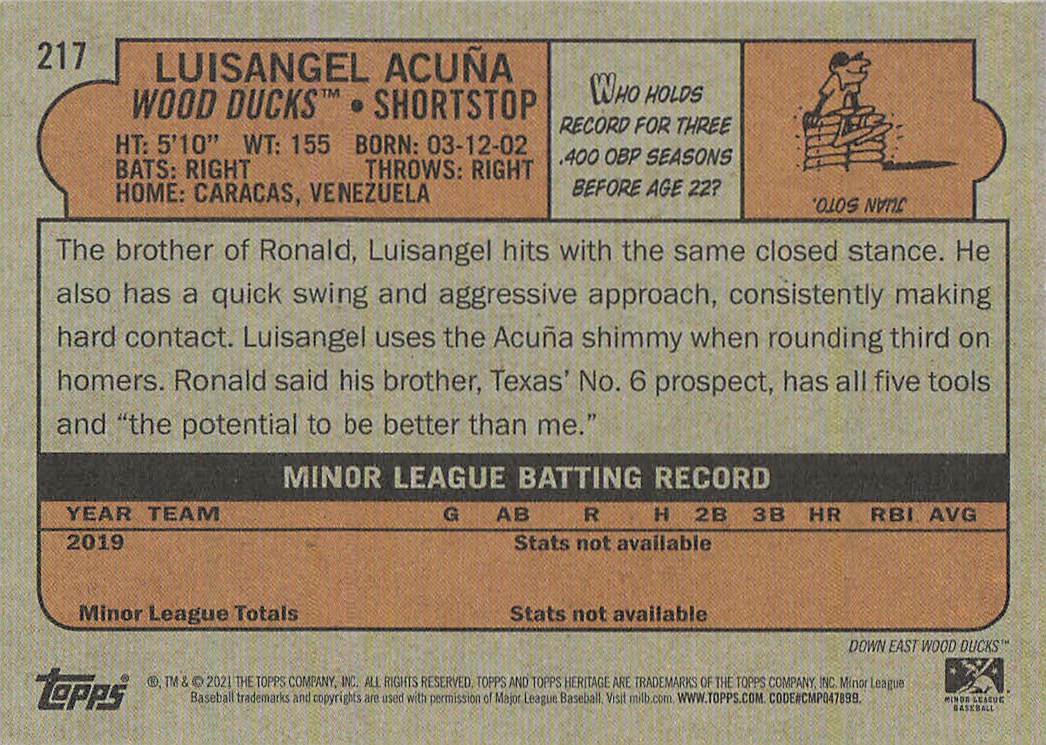 217
LUISANGEL ACUÑA
WOOD DUCKS™ • SHORTSTOP
HT: 5'10" WT: 155 BORN: 03-12-02
BATS: RIGHT THROWS: RIGHT
HOME: CARACAS, VENEZUELA
WHO HOLDS
RECORD FOR THREE
.400 OBP SEASONS
BEFORE AGE 22?
JUAN SOTO.
The brother of Ronald, Luisangel hits with the same closed stance. He
also has a quick swing and aggressive approach, consistently making
hard contact. Luisangel uses the Acuña shimmy when rounding third on
homers. Ronald said his brother, Texas' No. 6 prospect, has all five tools
and “the potential to be better than me.”
MINOR LEAGUE BATTING RECORD
YEAR TEAM G AB R H 2B 3B HR RBI AVG
2019 Stats not available
Minor League Totals Stats not available
DOWN EAST WOOD DUCKS™
Topps
®, TM & © 2021 THE TOPPS COMPANY, INC. ALL RIGHTS RESERVED. TOPPS AND TOPPS HERITAGE ARE TRADEMARKS OF THE TOPPS COMPANY, INC. Minor League
Baseball trademarks and copyrights are used with permission of Major League Baseball. Visit milb.com. WWW.TOPPS.COM. CODE#CMP047899.
MINOR LEAGUE
BASEBALL